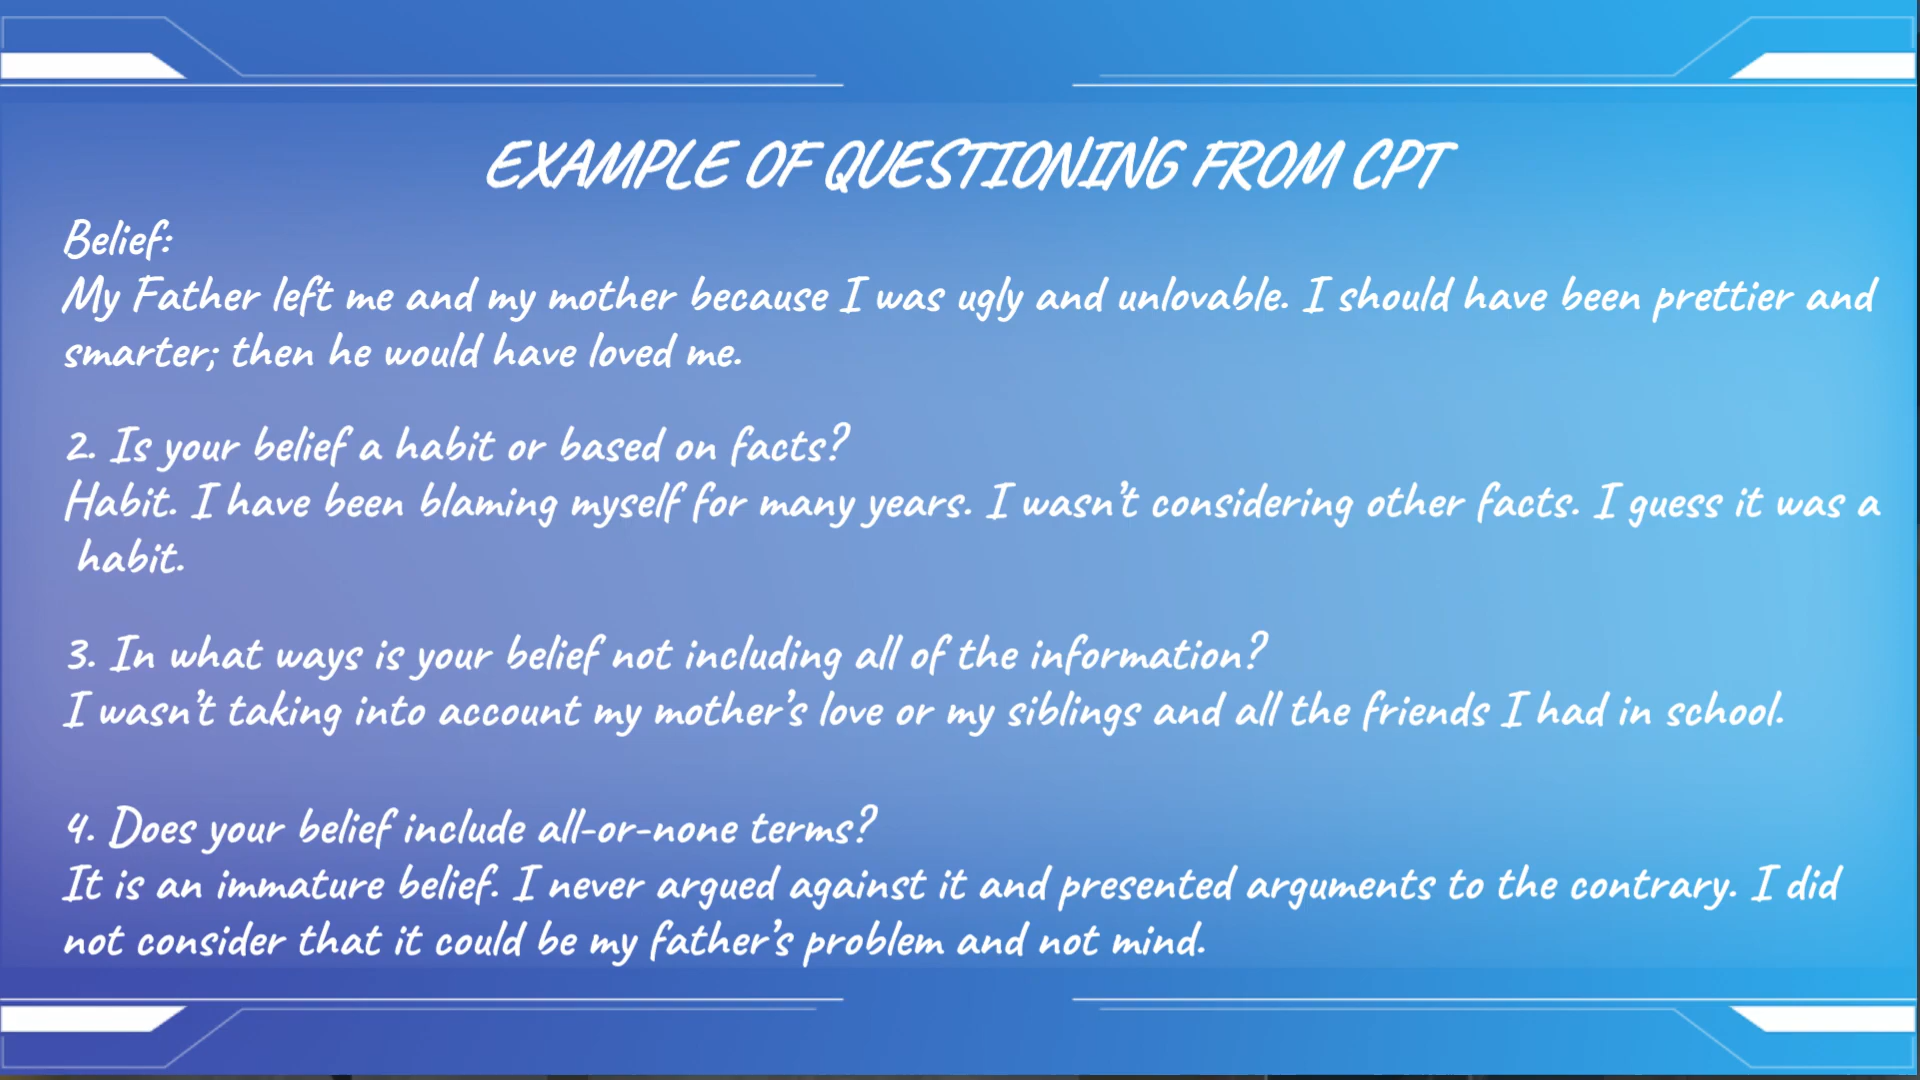 EXAMPLE OF QUESTIONING FROM CPT
Belief:
My Father left me and my mother because I was ugly and unlovable. I should have been prettier and
smarter; then he would have loved me.
2. Is your belief a habit or based on facts?
Habit. I have been blaming myself for many years. I wasn't considering other facts. I guess it was a
habit.
3. In what ways is your belief not including all of the information?
I wasn't taking into account my mother's love or my siblings and all the friends I had in school.
4. Does your belief include all-or-none terms?
It is an immature belief. I never argued against it and presented arguments to the contrary. I did
not consider that it could be my father's problem and not mind.